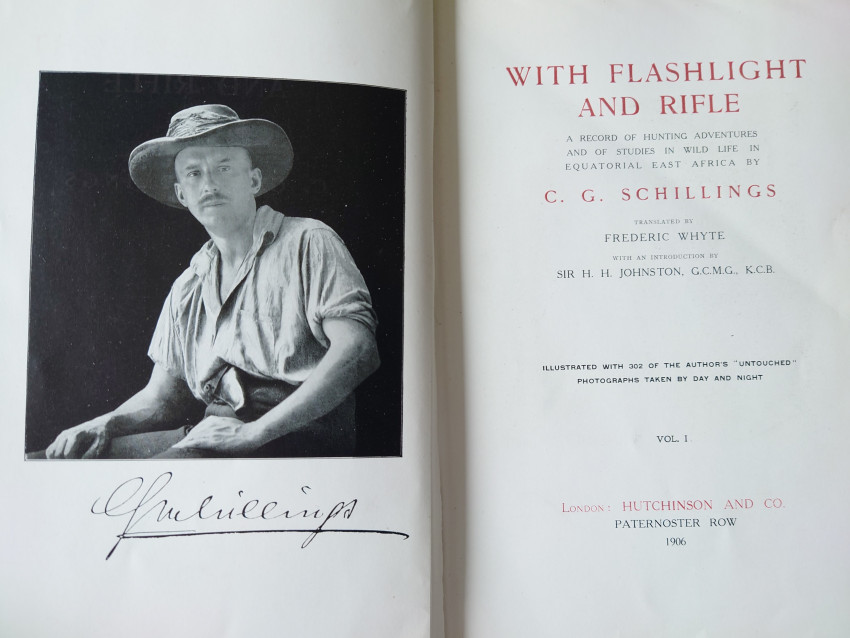 C. G. Schillings
WITH FLASHLIGHT
AND RIFLE
A RECORD OF HUNTING ADVENTURES
AND OF STUDIES IN WILD LIFE IN
EQUATORIAL EAST AFRICA BY
C. G. SCHILLINGS
TRANSLATED BY
FREDERIC WHYTE
WITH AN INTRODUCTION BY
SIR H. H. JOHNSTON, G.C.M.G., K.C.B.
ILLUSTRATED WITH 302 OF THE AUTHOR'S "UNTOUCHED"
PHOTOGRAPHS TAKEN BY DAY AND NIGHT
VOL. I
LONDON: HUTCHINSON AND CO.
PATERNOSTER ROW
1906